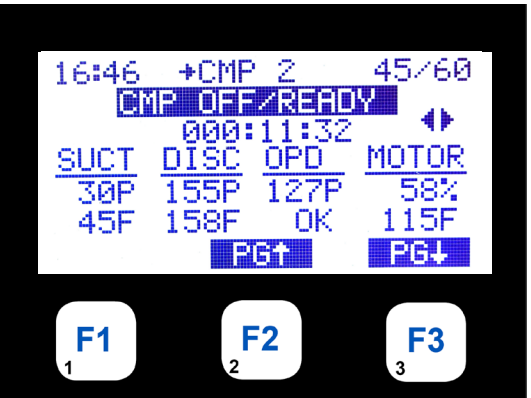 16:46 →CMP 2 45/60
CMP OFF/READY
000:11:32
SUCT DISC OPD MOTOR
30P 155P 127P 58%
45F 158F OK 115F
PG↑ PG↓
F1 F2 F3
1 2 3